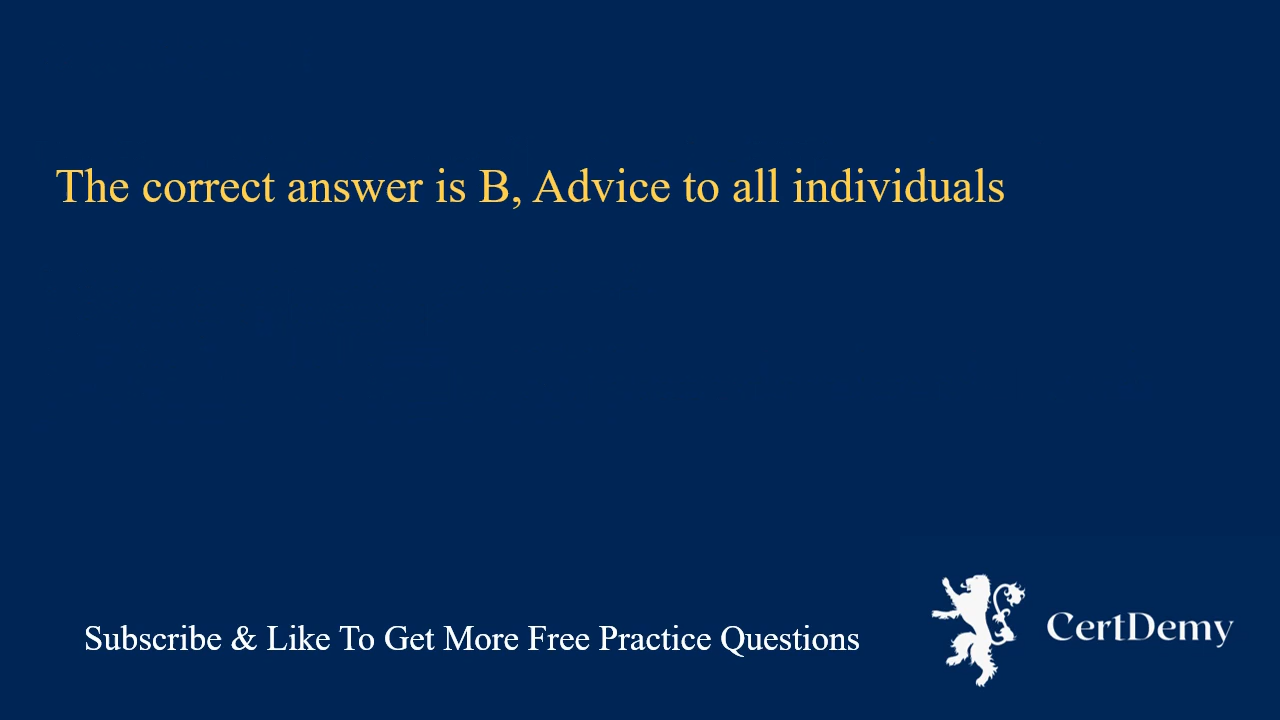 The correct answer is B, Advice to all individuals
Subscribe & Like To Get More Free Practice Questions
CertDemy